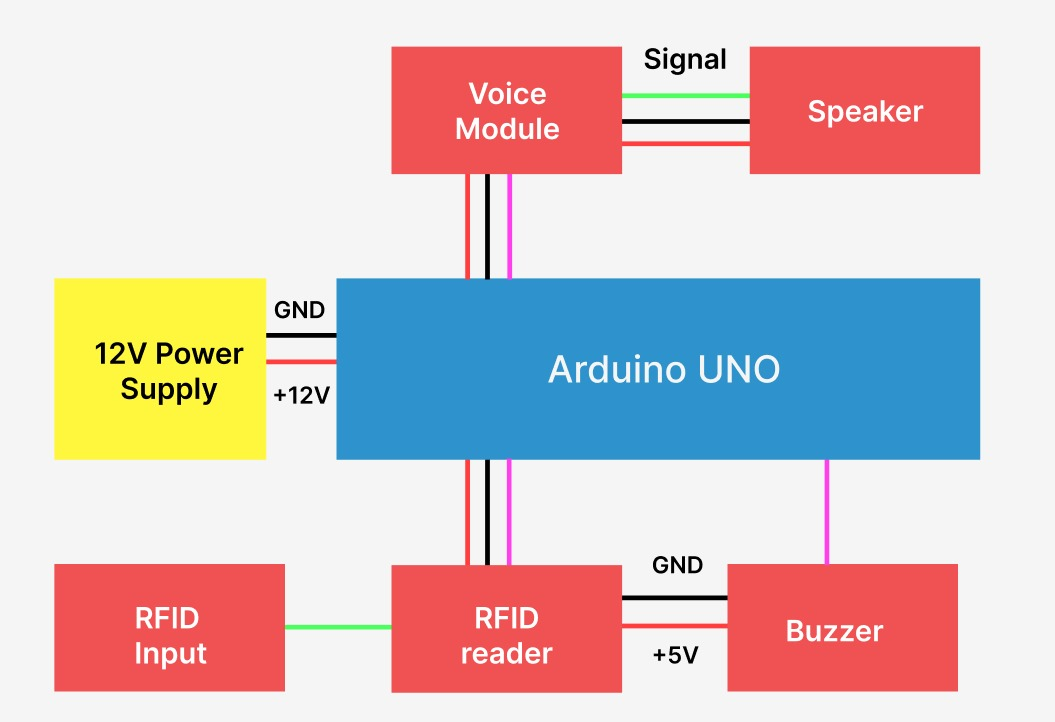 Voice
Module
Signal
Speaker
12V Power
Supply
GND
+12V
Arduino UNO
RFID
Input
RFID
reader
GND
+5V
Buzzer